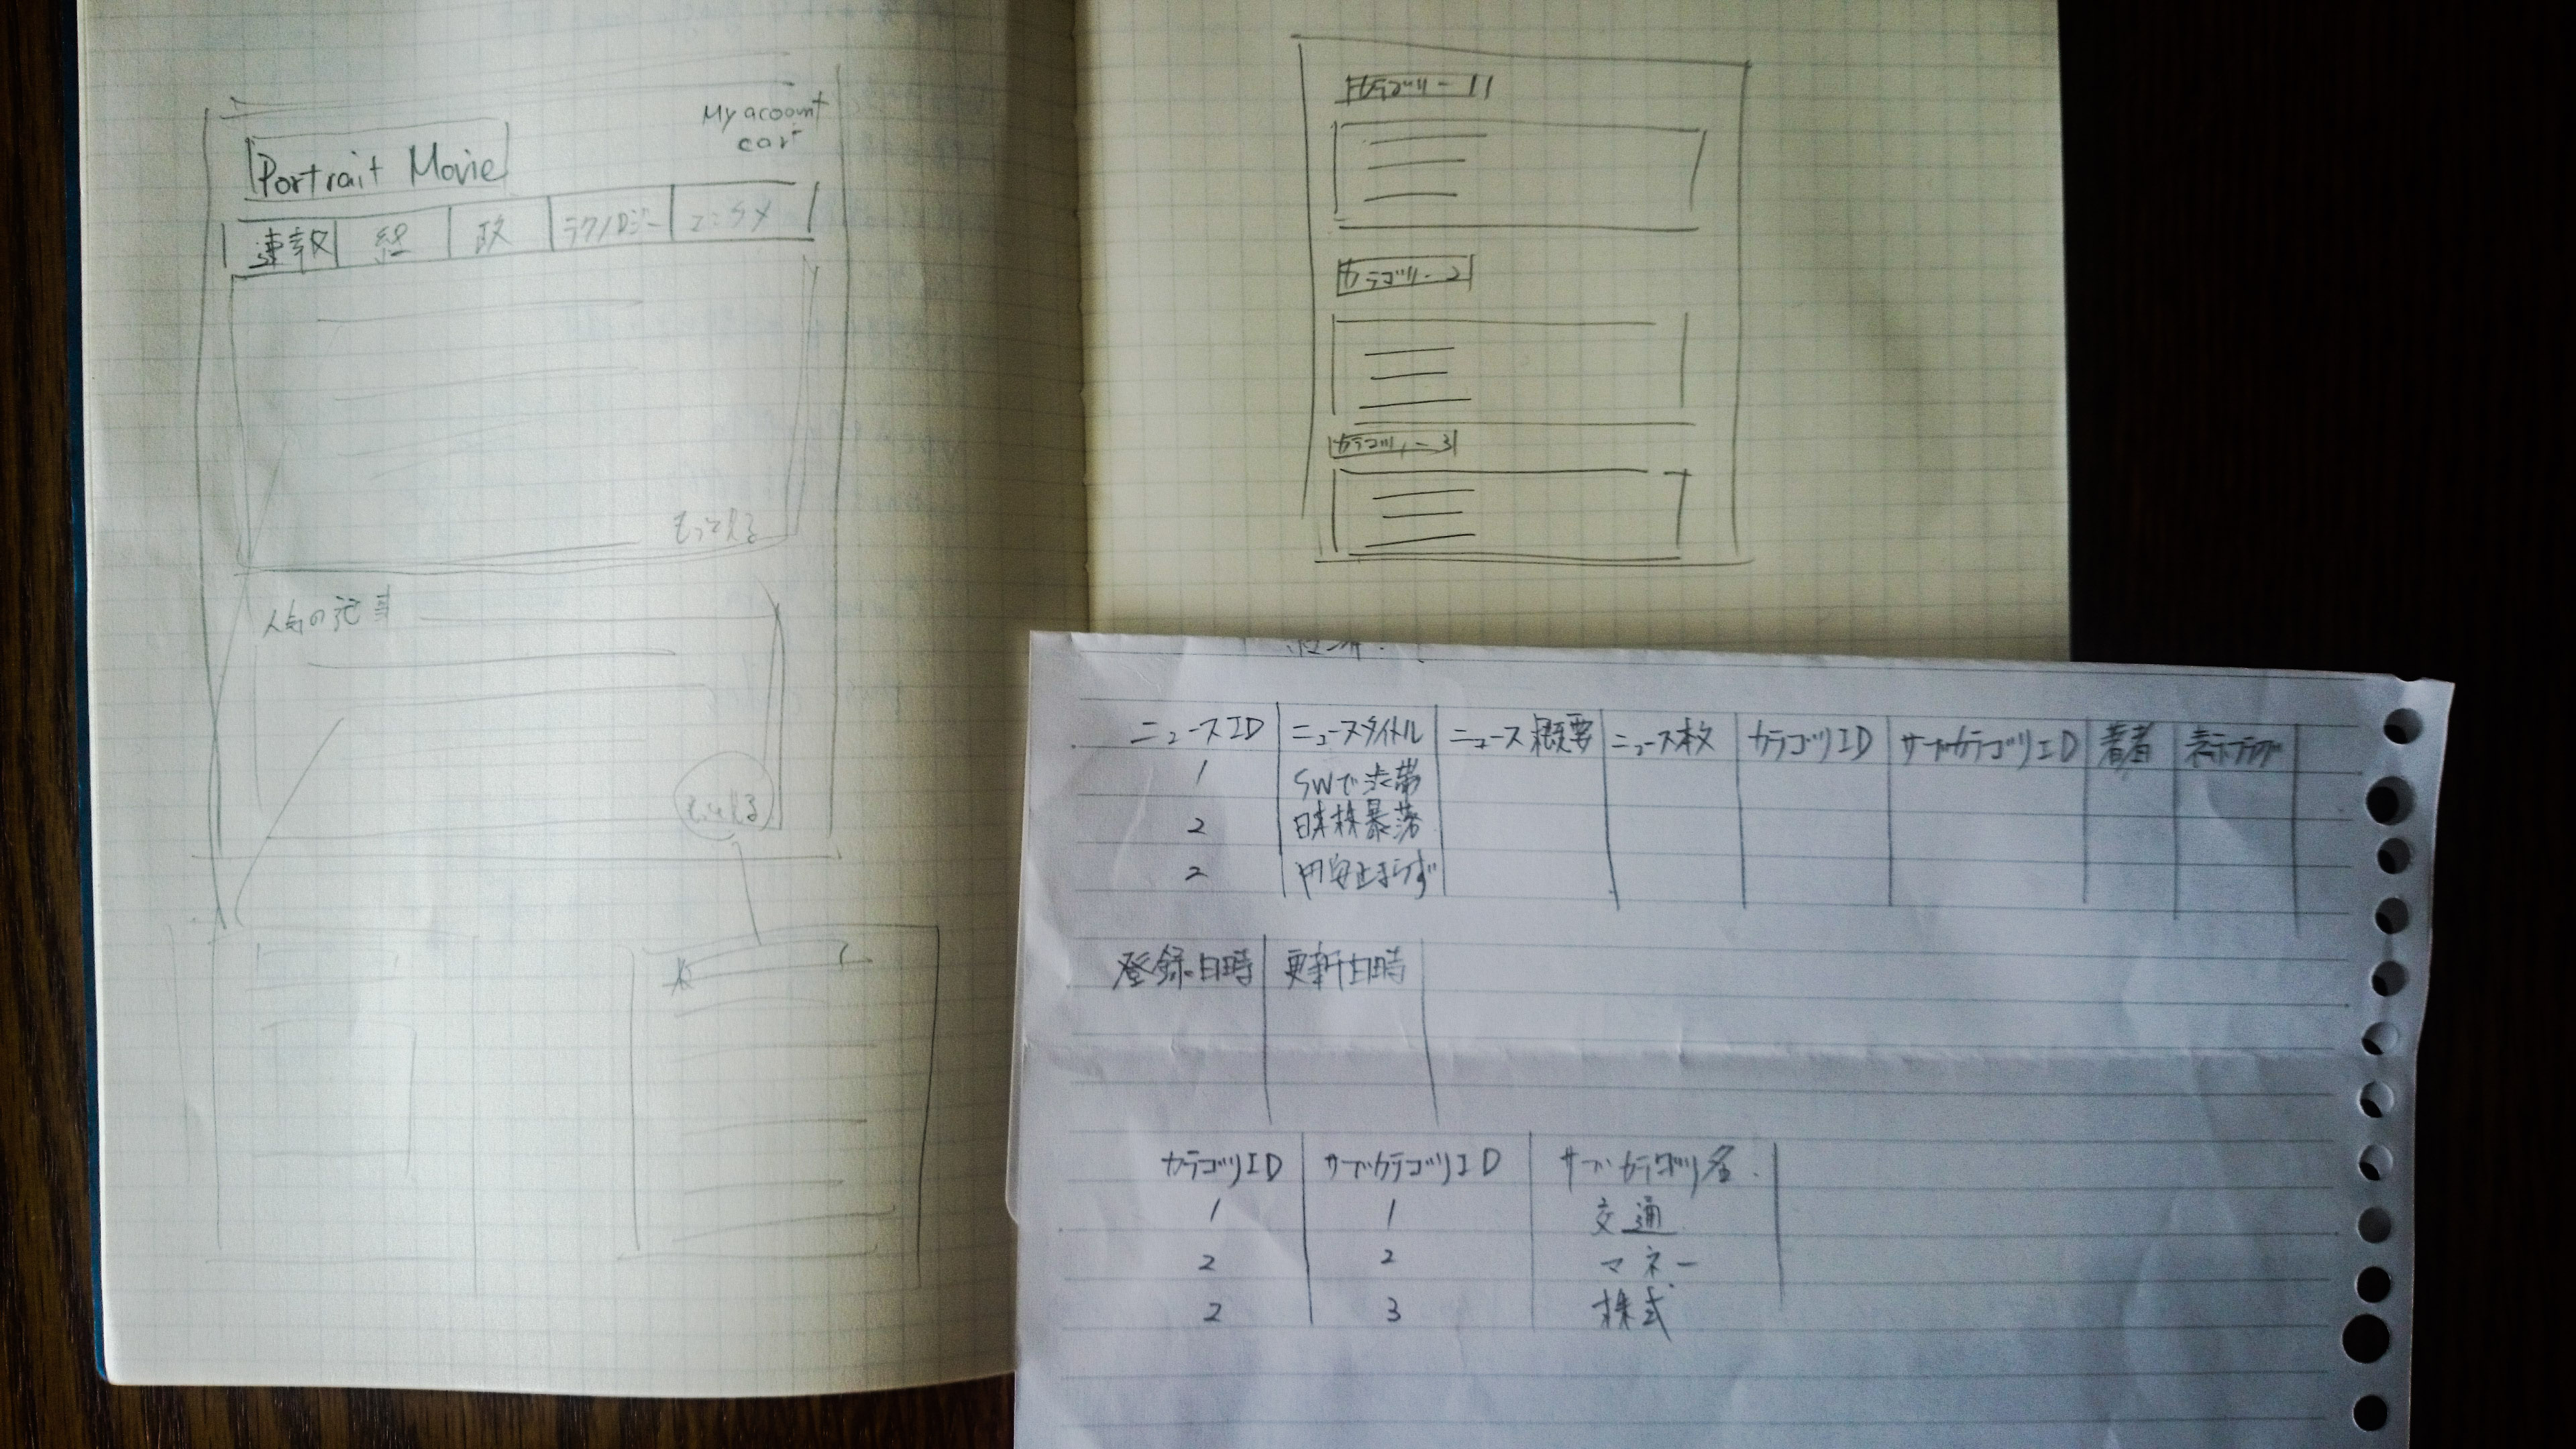 My acoount
cart
Portrait Movie
速報 経 政 テクノロジー エンタメ
もっと見る
人気の記事
もっと見る
カテゴリー 1
カテゴリー 2
カテゴリー 3
ニュースID ニュースタイトル ニュース概要 ニュース本文 カテゴリID サブカテゴリID 著者 表示フラグ
1 SWで渋滞
2 日本株暴落
2 円安止まらず
登録日時 更新日時
カテゴリID サブカテゴリID サブカテゴリ名
1 1 交通
2 2 マネー
2 3 株式